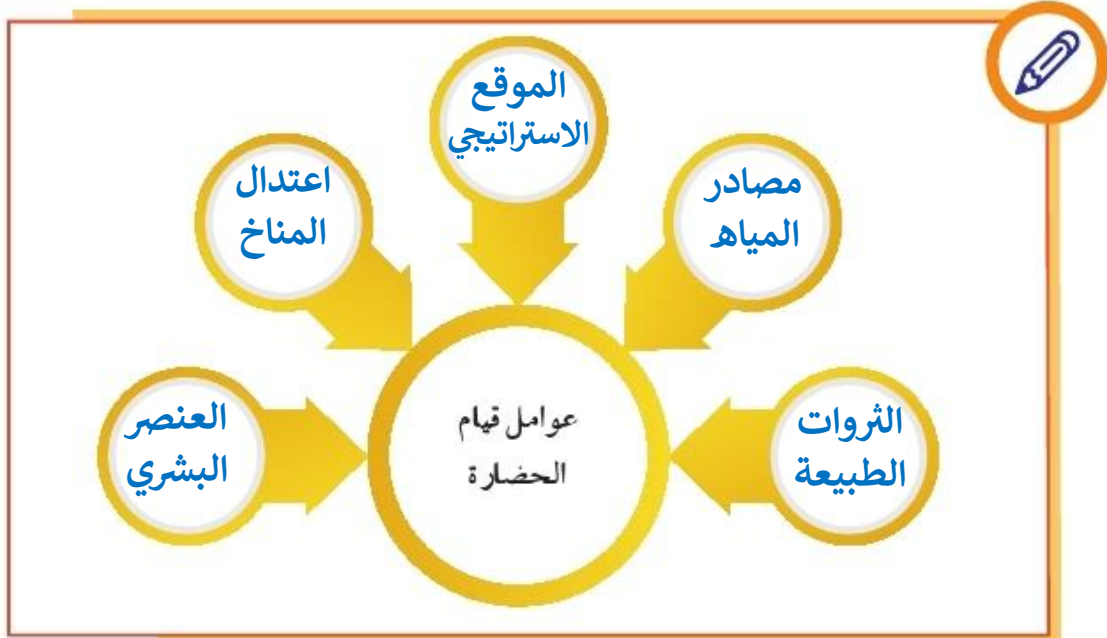 الموقع
الاستراتيجي
مصادر
المياه
اعتدال
المناخ
الثروات
الطبيعة
العنصر
البشري
عوامل قيام
الحضارة